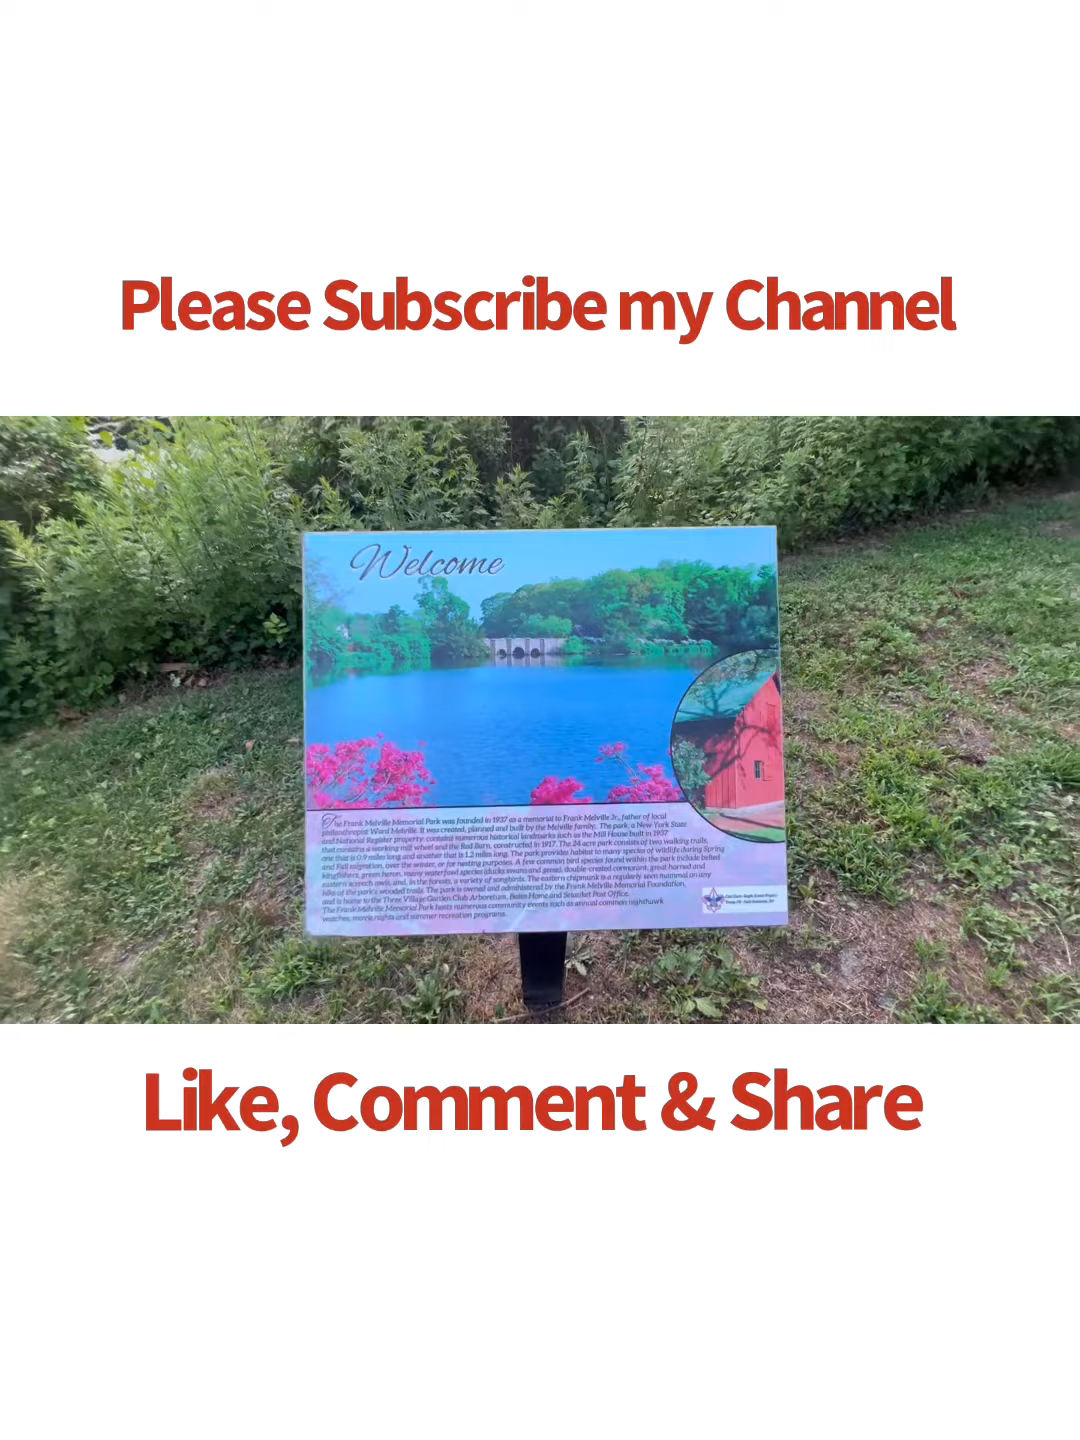 Please Subscribe my Channel
Welcome
The Frank Melville Memorial Park was founded in 1937 as a memorial to Frank Melville Jr., father of local
philanthropist Ward Melville. It was created, planned and built by the Melville family. The park, a New York State
and National Register property contains numerous historical landmarks such as the Mill House built in 1937
that contains a working mill wheel and the Red Barn, constructed in 1917. The 24 acre park consists of two walking trails,
one that is 0.9 miles long and another that is 1.2 miles long. The park provides habitat to many species of wildlife during Spring
and Fall migration, over the winter, or for nesting purposes. A few common bird species found within the park include belted
kingfishers, green heron, many waterfowl species (ducks swans and geese), double-crested cormorant, great-horned and
eastern screech owls, and, in the forests, a variety of songbirds. The eastern chipmunk is a regularly seen mammal on any
hike of the park's wooded trails. The park is owned and administered by the Frank Melville Memorial Foundation,
and is home to the Three Village Garden Club Arboretum, Bates House and Setauket Post Office.
The Frank Melville Memorial Park hosts numerous community events such as annual common nighthawk
watches, movie nights and summer recreation programs.
Like, Comment & Share